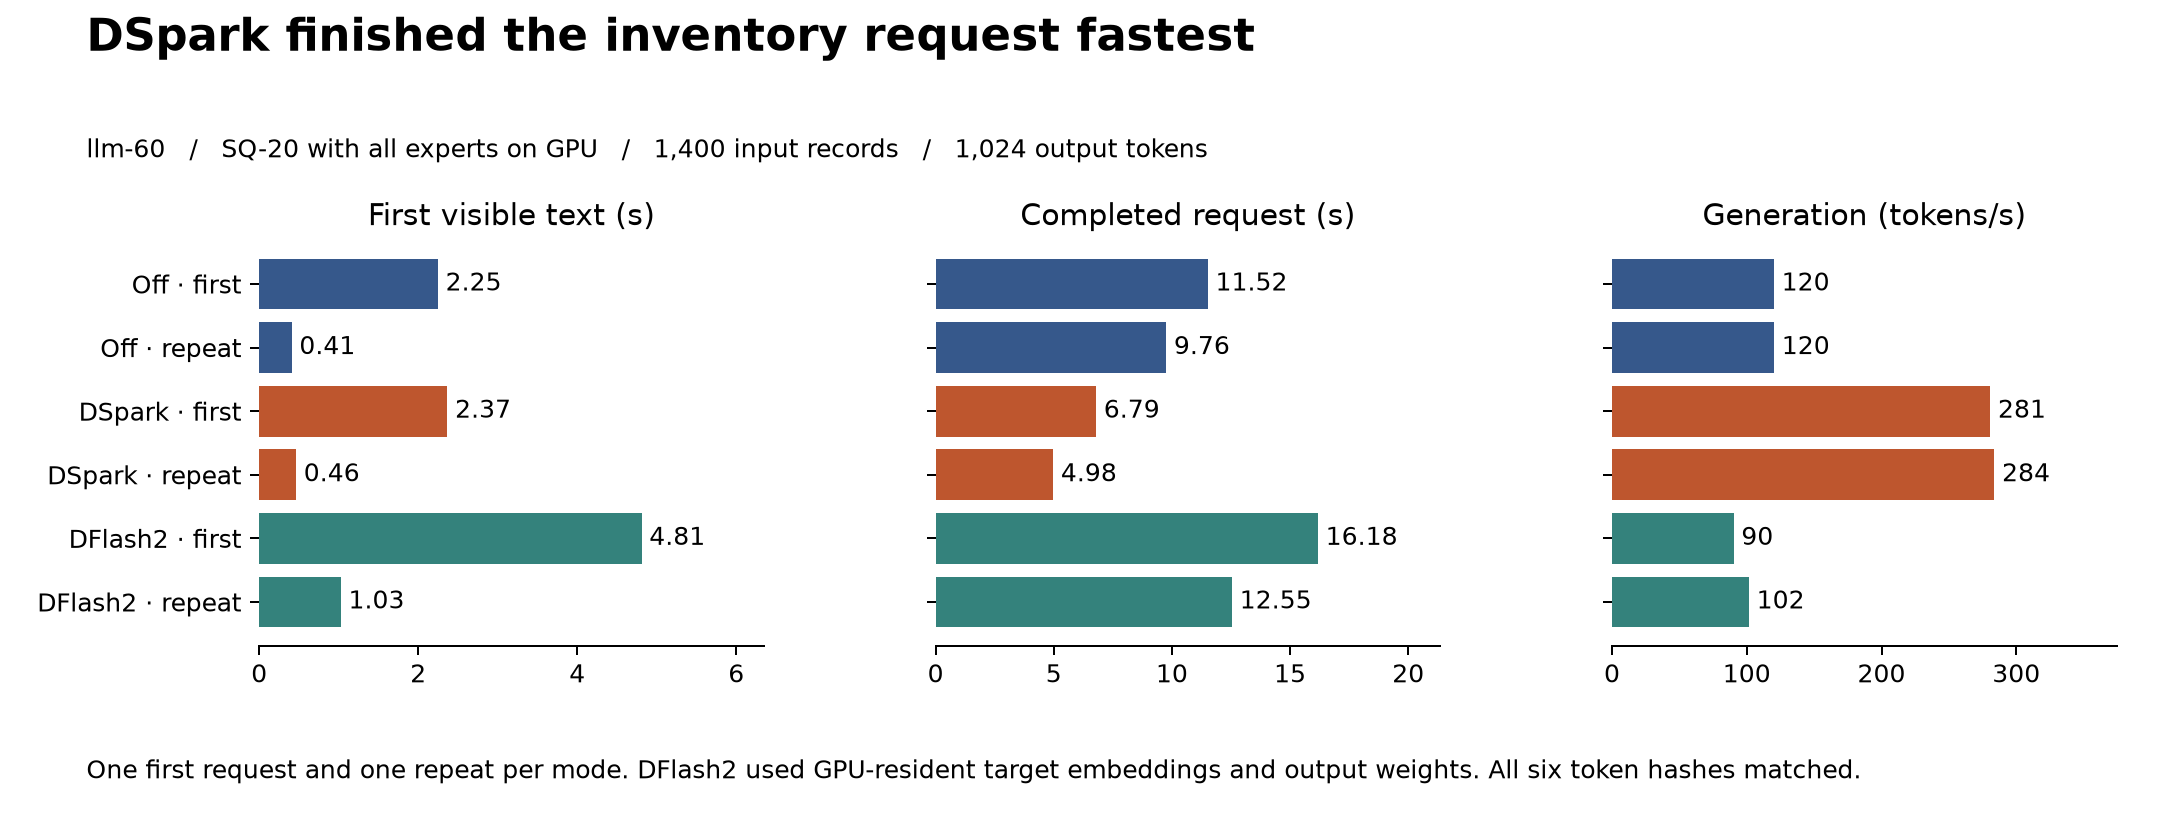 DSpark finished the inventory request fastest
llm-60 / SQ-20 with all experts on GPU / 1,400 input records / 1,024 output tokens
First visible text (s)
Off · first 2.25
Off · repeat 0.41
DSpark · first 2.37
DSpark · repeat 0.46
DFlash2 · first 4.81
DFlash2 · repeat 1.03
0 2 4 6
Completed request (s)
11.52
9.76
6.79
4.98
16.18
12.55
0 5 10 15 20
Generation (tokens/s)
120
120
281
284
90
102
0 100 200 300
One first request and one repeat per mode. DFlash2 used GPU-resident target embeddings and output weights. All six token hashes matched.